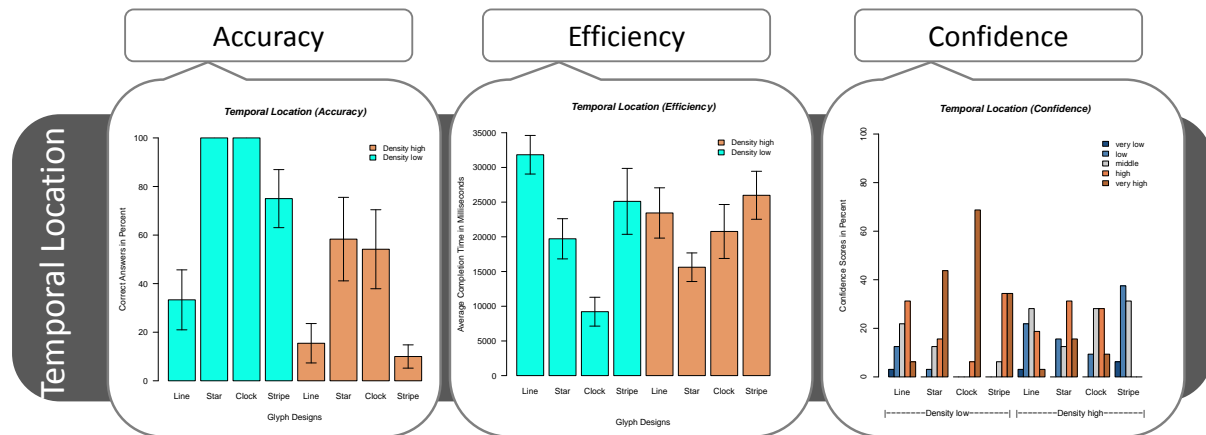 Accuracy
Efficiency
Confidence
Temporal Location
Temporal Location (Accuracy)
Density high
Density low
Correct Answers in Percent
100
80
60
40
20
0
Line Star Clock Stripe Line Star Clock Stripe
Glyph Designs
Temporal Location (Efficiency)
Density high
Density low
Average Completion Time in Milliseconds
35000
30000
25000
20000
15000
10000
5000
0
Line Star Clock Stripe Line Star Clock Stripe
Glyph Designs
Temporal Location (Confidence)
very low
low
middle
high
very high
Confidence Scores in Percent
100
80
60
40
20
0
Line Star Clock Stripe Line Star Clock Stripe
|--------------Density low--------------| |--------------Density high--------------|